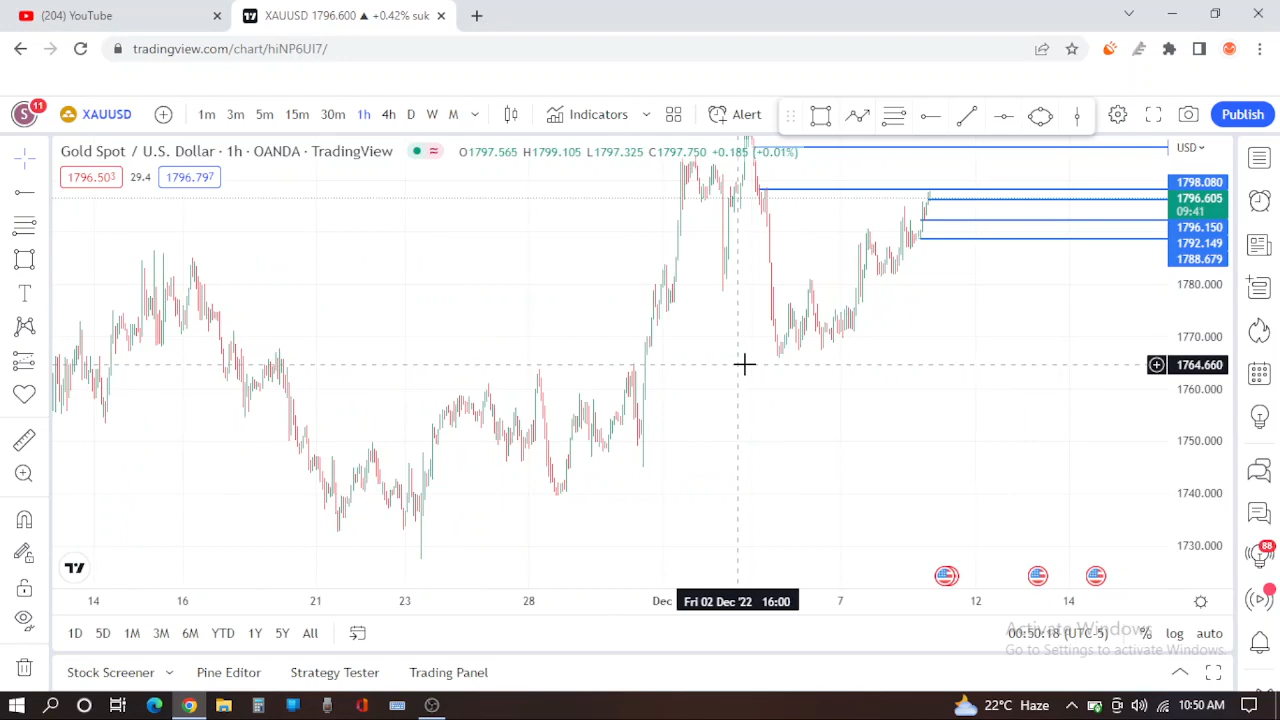 (204) YouTube
XAUUSD 1796.600 ▲ +0.42% suk
tradingview.com/chart/hiNP6UI7/
S 11 XAUUSD 1m 3m 5m 15m 30m 1h 4h D W M Indicators Alert Publish
Gold Spot / U.S. Dollar · 1h · OANDA · TradingView O1797.565 H1799.105 L1797.325 C1797.750 +0.185 (+0.01%) USD
1796.503 29.4 1796.797
1798.080
1796.605
09:41
1796.150
1792.149
1788.679
1780.000
1770.000
1764.660
1760.000
1750.000
1740.000
1730.000
T
88
14 16 21 23 28 Dec Fri 02 Dec '22 16:00 7 12 14
1D 5D 1M 3M 6M YTD 1Y 5Y All 00:50:18 (UTC-5) % log auto
Activate Windows
Go to Settings to activate Windows.
Stock Screener Pine Editor Strategy Tester Trading Panel
22°C Haze 10:50 AM